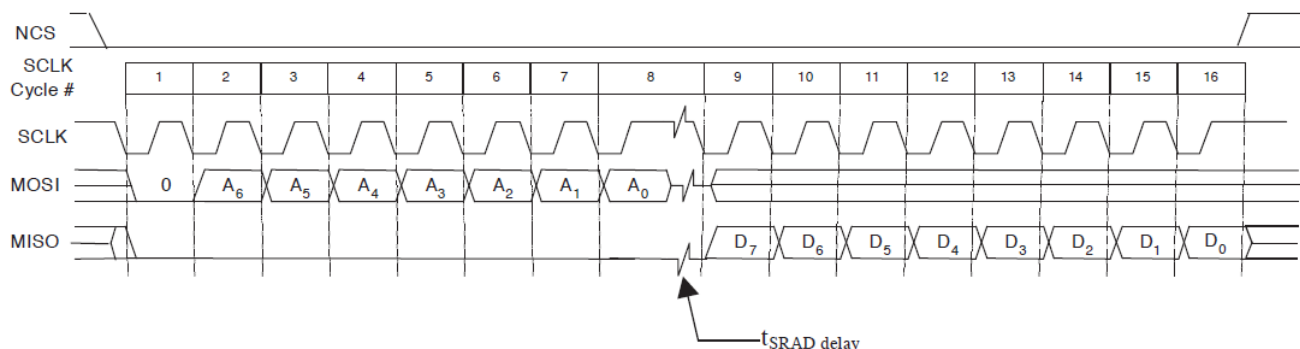 NCS
SCLK
Cycle #
1 2 3 4 5 6 7 8 9 10 11 12 13 14 15 16
SCLK
MOSI 0 A6 A5 A4 A3 A2 A1 A0
MISO D7 D6 D5 D4 D3 D2 D1 D0
tSRAD delay